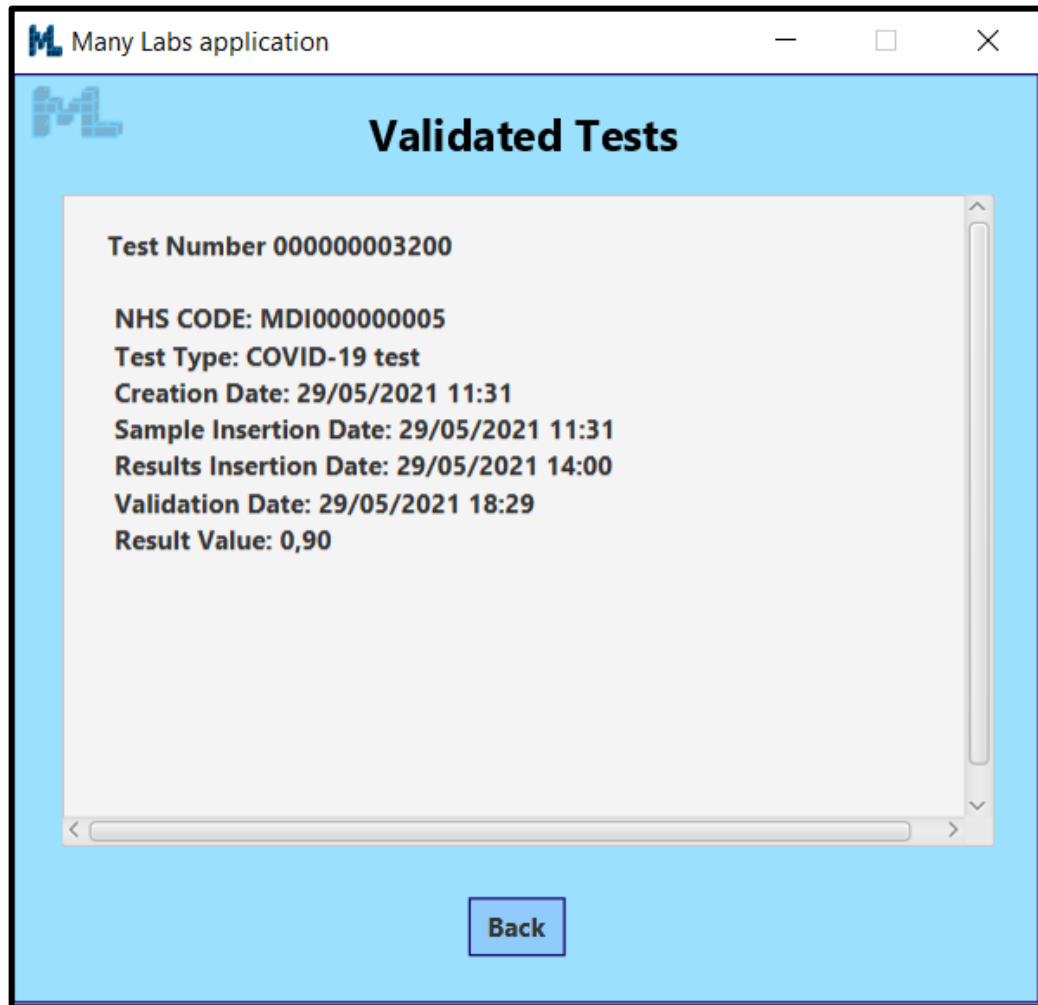 ML Many Labs application
ML
Validated Tests
Test Number 000000003200
NHS CODE: MDI000000005
Test Type: COVID-19 test
Creation Date: 29/05/2021 11:31
Sample Insertion Date: 29/05/2021 11:31
Results Insertion Date: 29/05/2021 14:00
Validation Date: 29/05/2021 18:29
Result Value: 0,90
Back